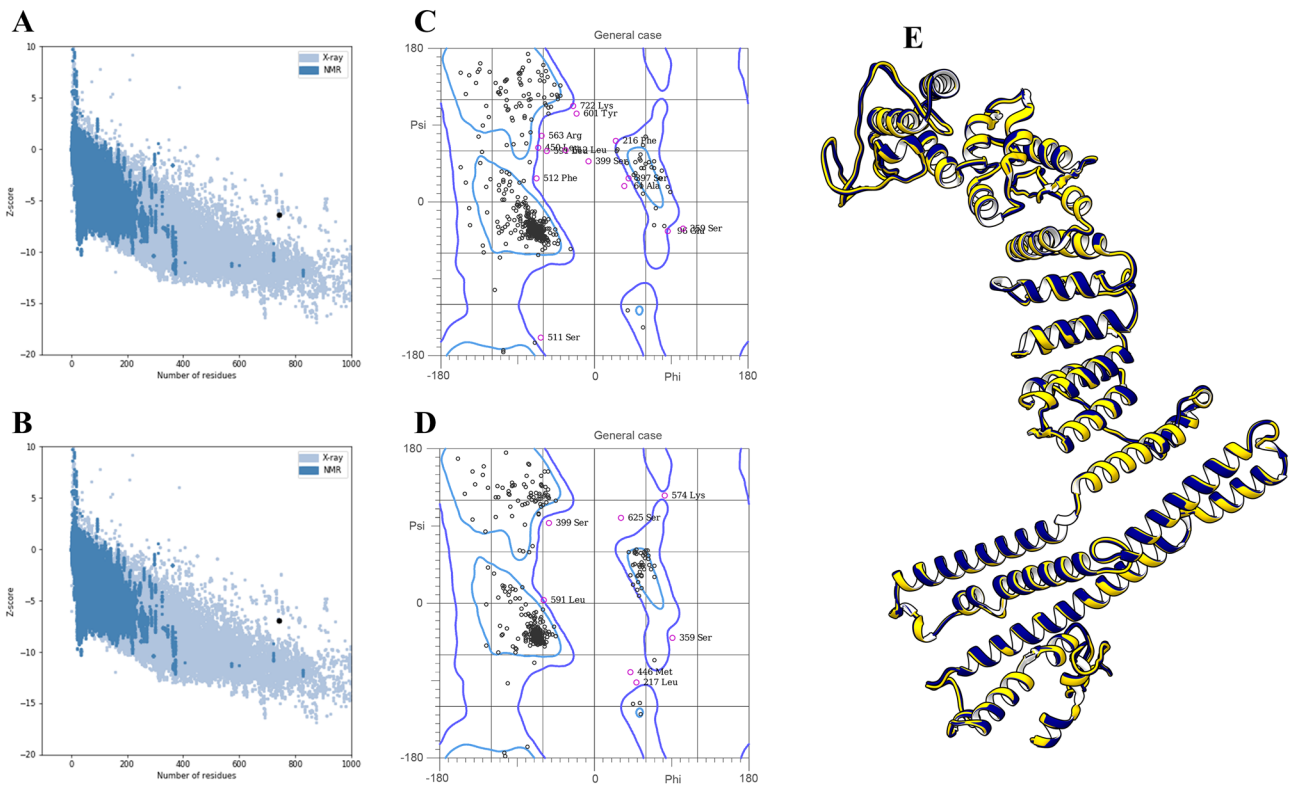 A
10
5
0
-5
-10
-15
-20
Z-score
X-ray
NMR
0
200
400
600
800
1000
Number of residues
B
10
5
0
-5
-10
-15
-20
Z-score
X-ray
NMR
0
200
400
600
800
1000
Number of residues
C
General case
180
Psi
0
-180
722 Lys
601 Tyr
563 Arg
216 Phe
399 Ser
512 Phe
397 Ser
64 Ala
359 Ser
511 Ser
-180
0
Phi
180
D
General case
180
Psi
0
-180
574 Lys
625 Ser
399 Ser
591 Leu
359 Ser
446 Met
217 Leu
-180
0
Phi
180
E